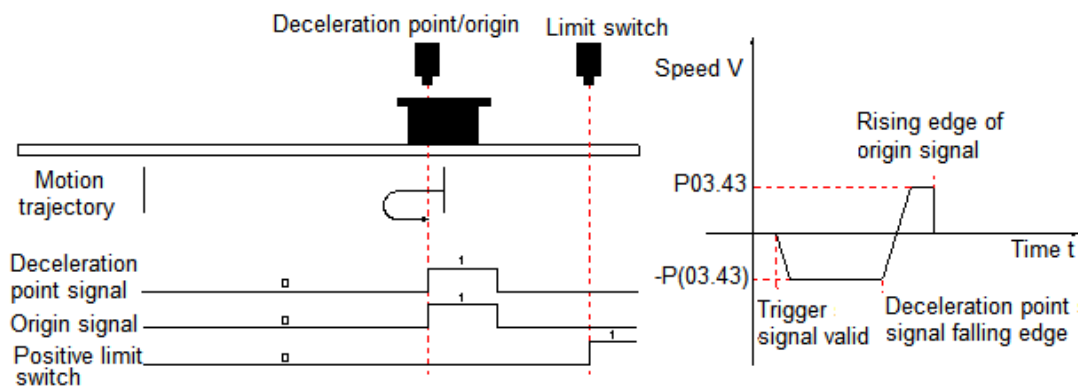 Deceleration point/origin
Limit switch
Motion
trajectory
Deceleration
point signal
Origin signal
Positive limit
switch
0
1
0
1
0
1
Speed V
Rising edge of
origin signal
P03.43
Time t
-P(03.43)
Trigger
signal valid
Deceleration point
signal falling edge